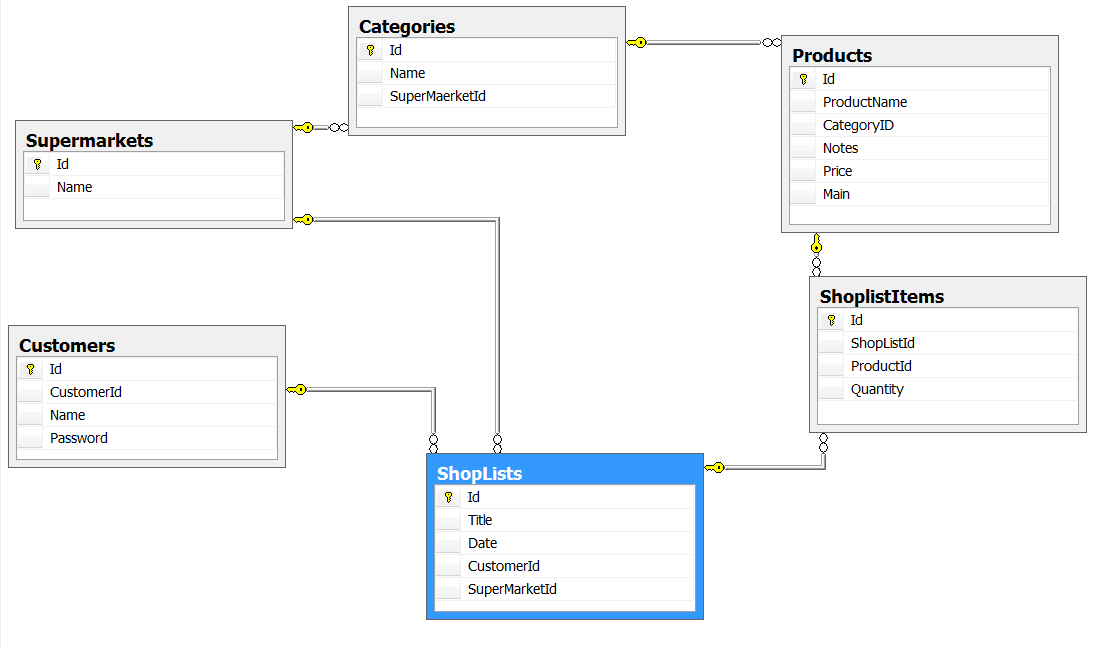 Categories
Id
Name
SuperMaerketId
Products
Id
ProductName
CategoryID
Notes
Price
Main
Supermarkets
Id
Name
ShoplistItems
Id
ShopListId
ProductId
Quantity
Customers
Id
CustomerId
Name
Password
ShopLists
Id
Title
Date
CustomerId
SuperMarketId